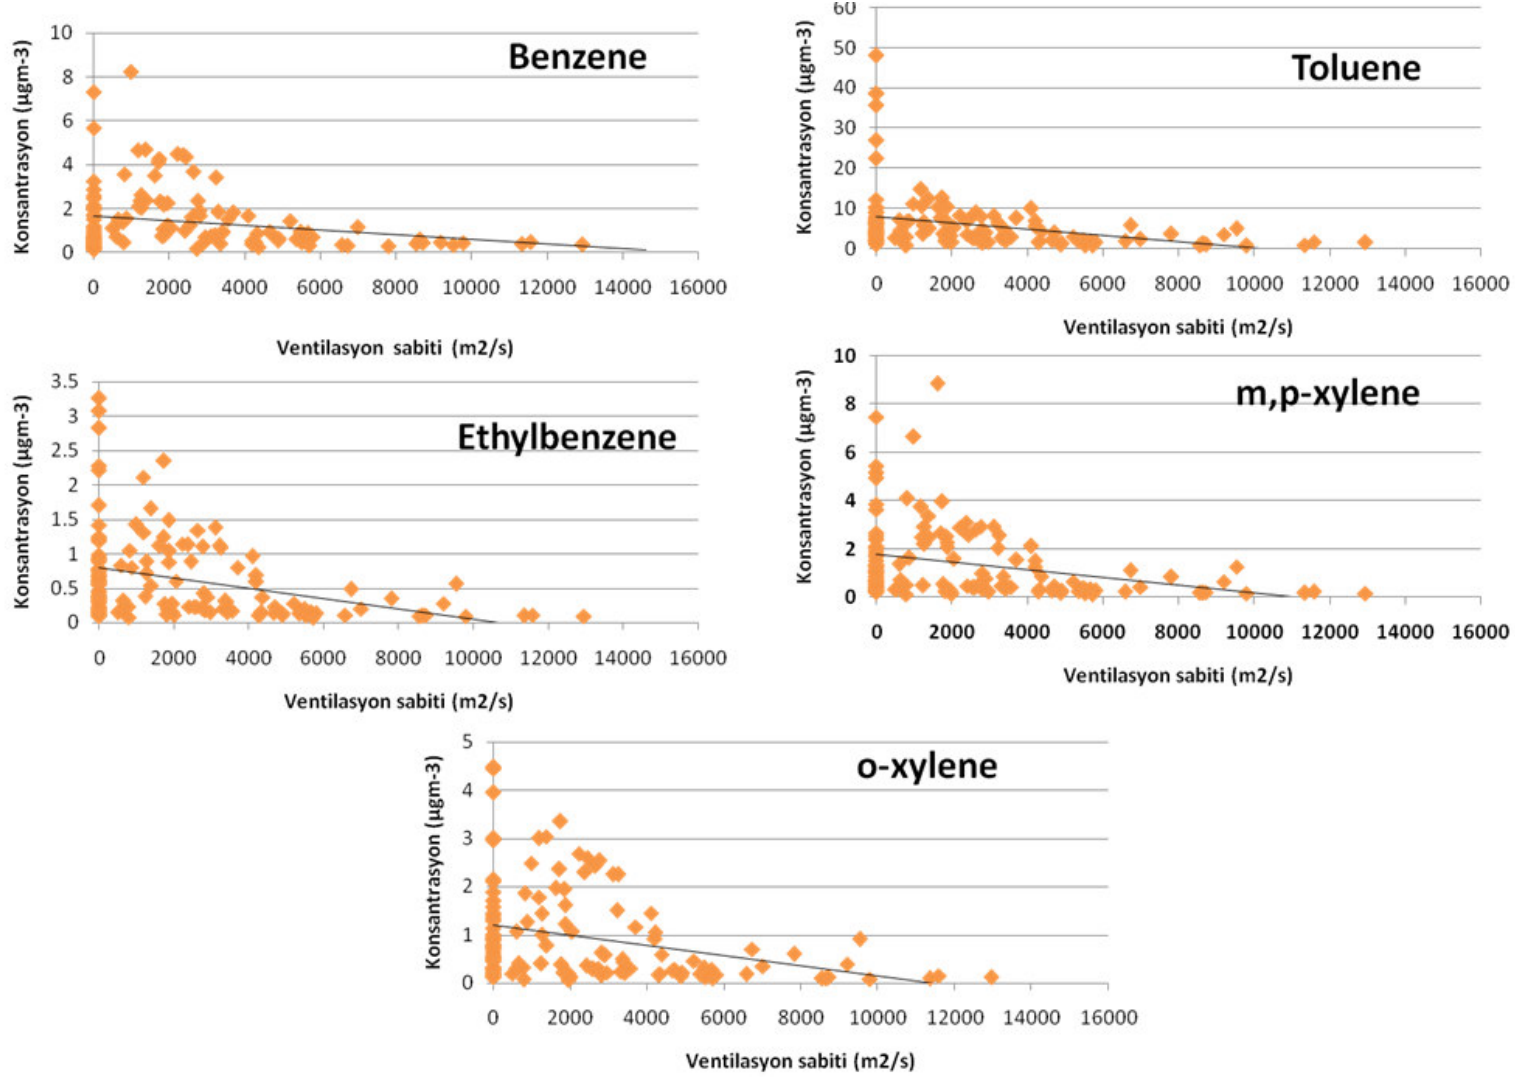 Benzene
Konsantrasyon (µgm-3)
10
8
6
4
2
0
0 2000 4000 6000 8000 10000 12000 14000 16000
Ventilasyon sabiti (m2/s)
Toluene
Konsantrasyon (µgm-3)
60
50
40
30
20
10
0
0 2000 4000 6000 8000 10000 12000 14000 16000
Ventilasyon sabiti (m2/s)
Ethylbenzene
Konsantrasyon (µgm-3)
3.5
3
2.5
2
1.5
1
0.5
0
0 2000 4000 6000 8000 10000 12000 14000 16000
Ventilasyon sabiti (m2/s)
m,p-xylene
Konsantrasyon (µgm-3)
10
8
6
4
2
0
0 2000 4000 6000 8000 10000 12000 14000 16000
Ventilasyon sabiti (m2/s)
o-xylene
Konsantrasyon (µgm-3)
5
4
3
2
1
0
0 2000 4000 6000 8000 10000 12000 14000 16000
Ventilasyon sabiti (m2/s)